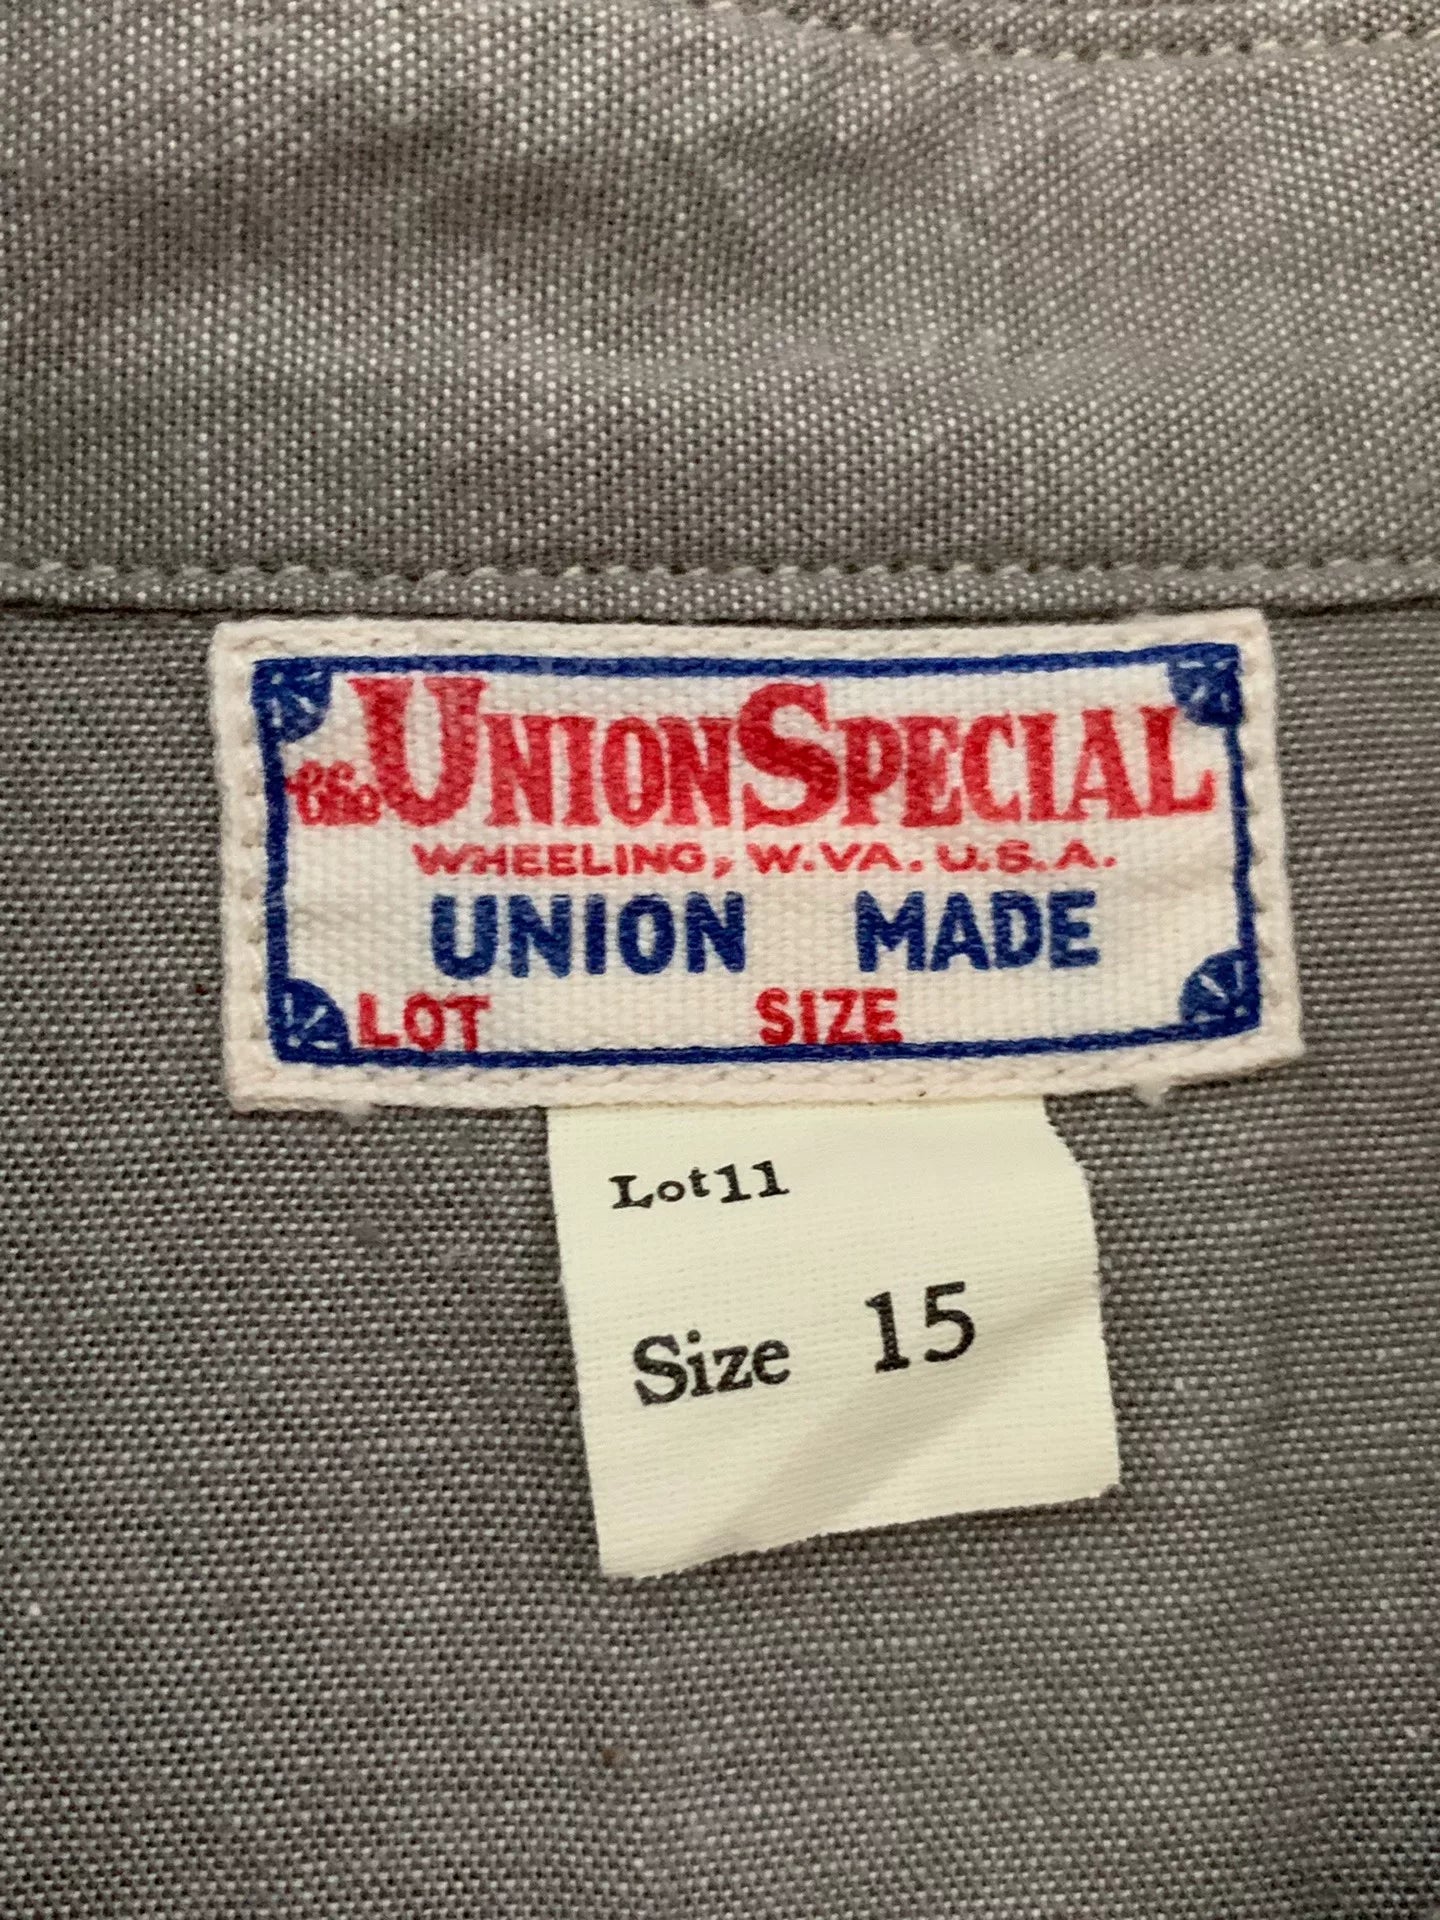 the UNION SPECIAL
WHEELING, W.VA. U.S.A.
UNION MADE
LOT SIZE
Lot11
Size 15